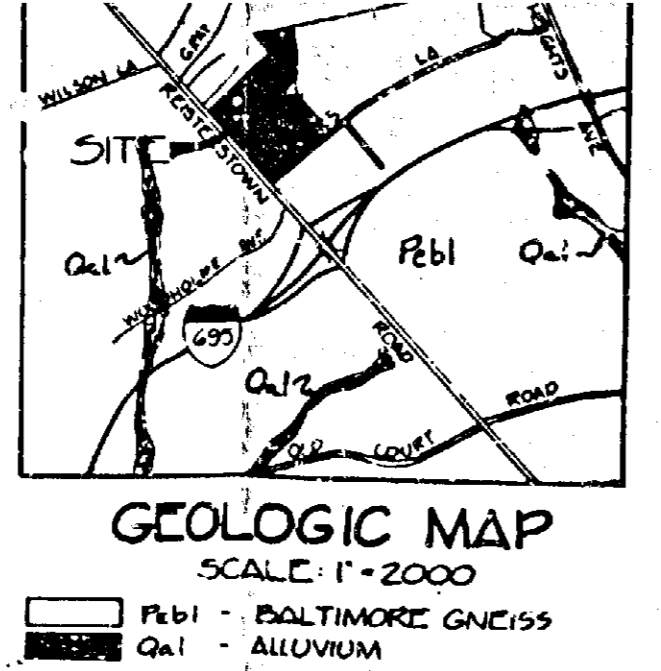 WILSON LA
REISTERSTOWN
LA
AVE
SITE
Qal
Pebl
Qal
695
ROAD
Qal
OLD COURT ROAD
GEOLOGIC MAP
SCALE: 1" = 2000
Pebl - BALTIMORE GNEISS
Qal - ALLUVIUM